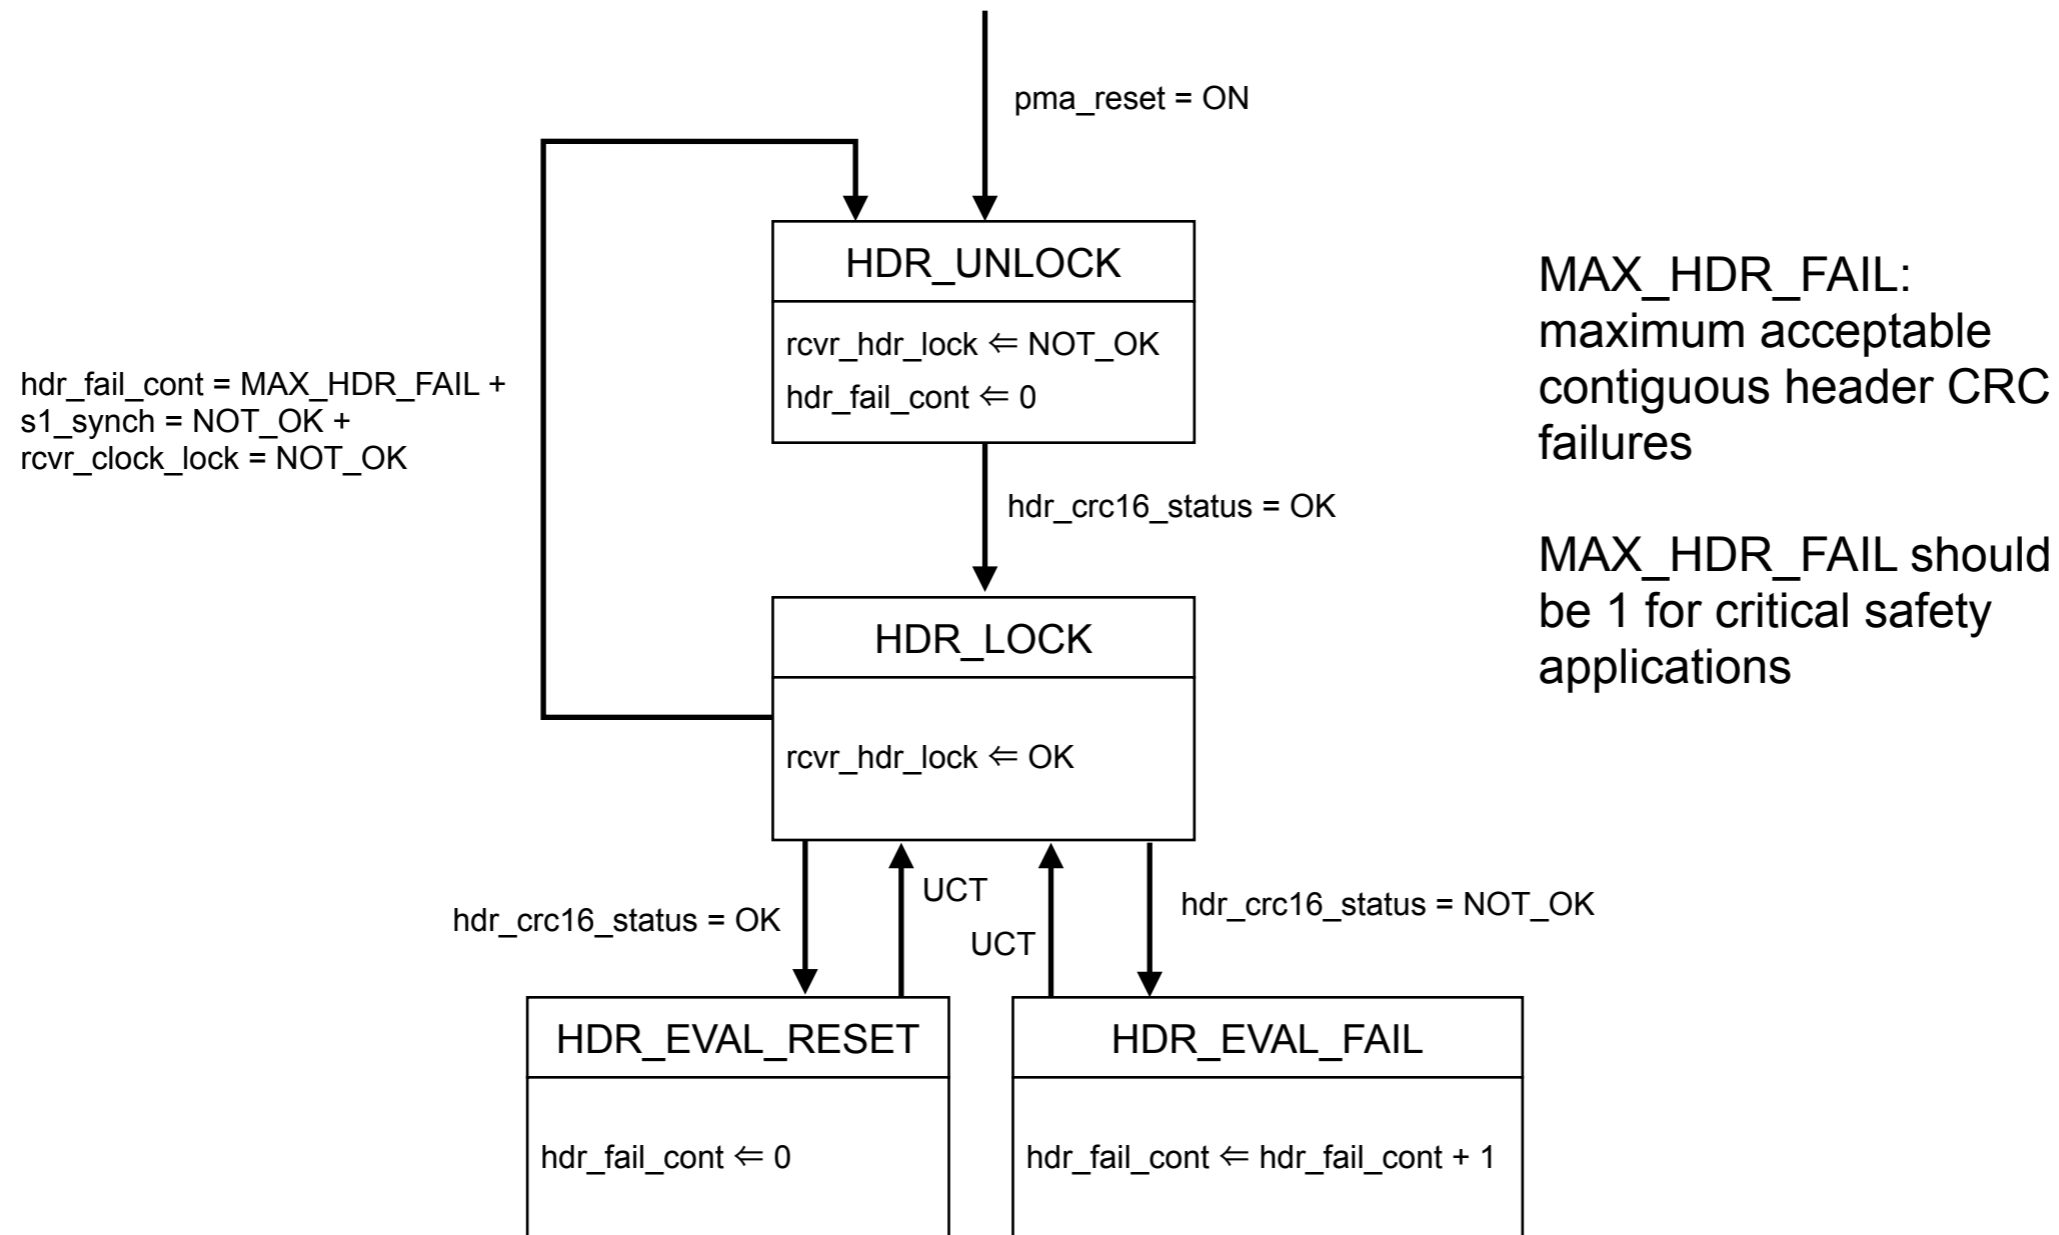 pma_reset = ON
HDR_UNLOCK
rcvr_hdr_lock ⇐ NOT_OK
hdr_fail_cont ⇐ 0
hdr_fail_cont = MAX_HDR_FAIL +
s1_synch = NOT_OK +
rcvr_clock_lock = NOT_OK
MAX_HDR_FAIL:
maximum acceptable
contiguous header CRC
failures
MAX_HDR_FAIL should
be 1 for critical safety
applications
hdr_crc16_status = OK
HDR_LOCK
rcvr_hdr_lock ⇐ OK
hdr_crc16_status = OK
UCT
UCT
hdr_crc16_status = NOT_OK
HDR_EVAL_RESET
hdr_fail_cont ⇐ 0
HDR_EVAL_FAIL
hdr_fail_cont ⇐ hdr_fail_cont + 1